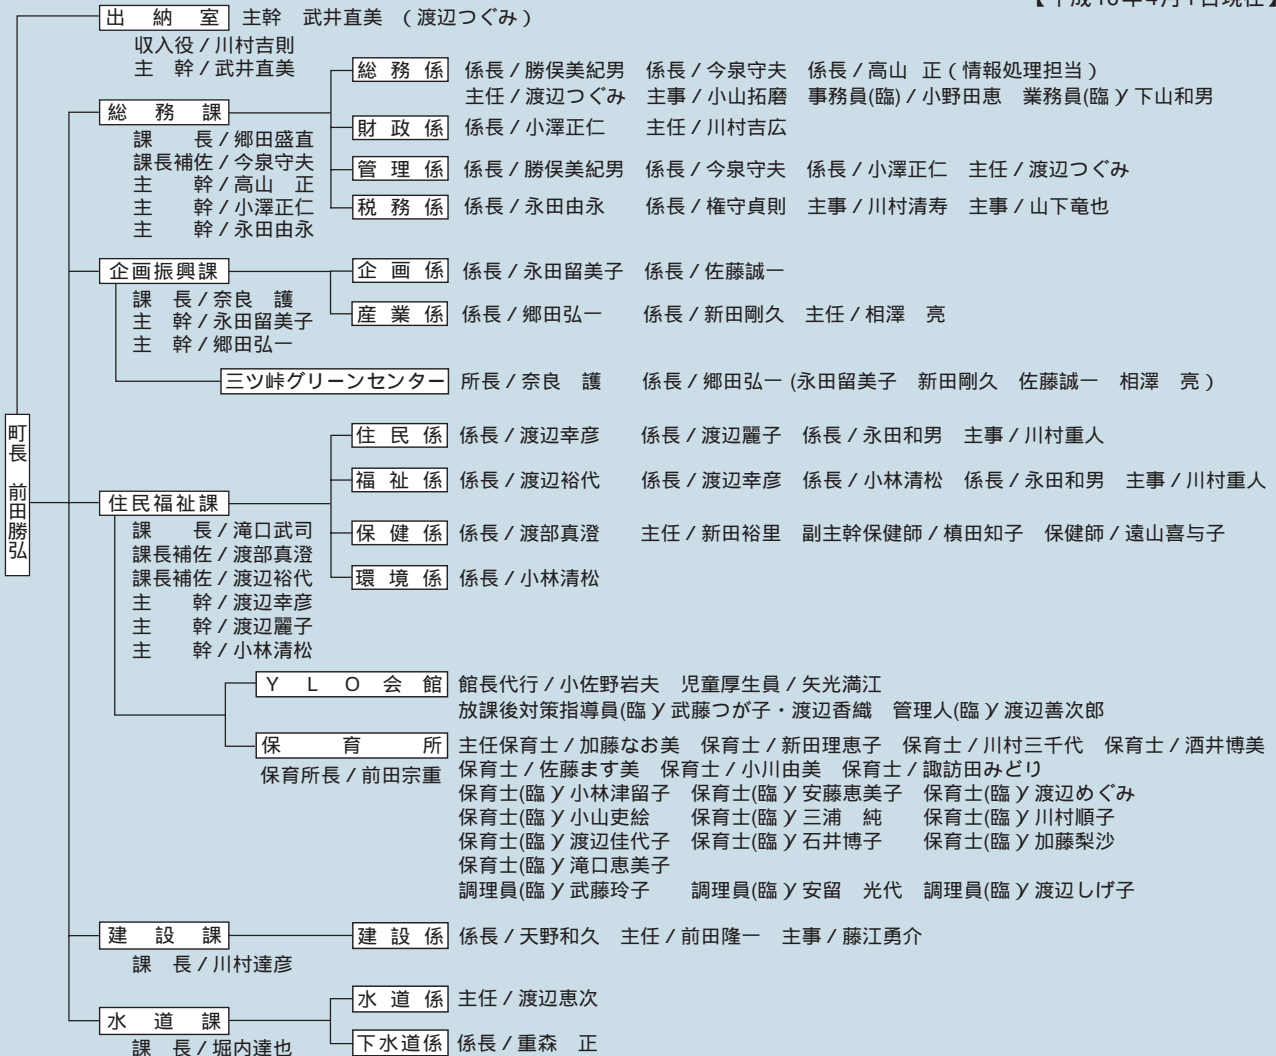 【平成16年4月1日現在】
出納室 主幹 武井直美 （渡辺つぐみ）
収入役/川村吉則
主 幹/武井直美
総務課
課 長/郷田盛直
課長補佐/今泉守夫
主 幹/高山 正
主 幹/小澤正仁
主 幹/永田由永
総務係 係長/勝俣美紀男 係長/今泉守夫 係長/高山 正（情報処理担当）
主任/渡辺つぐみ 主事/小山拓磨 事務員(臨)/小野田恵 業務員(臨)/下山和男
財政係 係長/小澤正仁 主任/川村吉広
管理係 係長/勝俣美紀男 係長/今泉守夫 係長/小澤正仁 主任/渡辺つぐみ
税務係 係長/永田由永 係長/権守貞則 主事/川村清寿 主事/山下竜也
企画振興課
課 長/奈良 護
主 幹/永田留美子
主 幹/郷田弘一
企画係 係長/永田留美子 係長/佐藤誠一
産業係 係長/郷田弘一 係長/新田剛久 主任/相澤 亮
三ツ峠グリーンセンター 所長/奈良 護 係長/郷田弘一 (永田留美子 新田剛久 佐藤誠一 相澤 亮）
町長 前田勝弘
住民福祉課
課 長/滝口武司
課長補佐/渡部真澄
課長補佐/渡辺裕代
主 幹/渡辺幸彦
主 幹/渡辺麗子
主 幹/小林清松
住民係 係長/渡辺幸彦 係長/渡辺麗子 係長/永田和男 主事/川村重人
福祉係 係長/渡辺裕代 係長/渡辺幸彦 係長/小林清松 係長/永田和男 主事/川村重人
保健係 係長/渡部真澄 主任/新田裕里 副主幹保健師/槙田知子 保健師/遠山喜与子
環境係 係長/小林清松
YLO会館 館長代行/小佐野岩夫 児童厚生員/矢光満江
放課後対策指導員(臨)/武藤つが子・渡辺香織 管理人(臨)/渡辺善次郎
保育所 主任保育士/加藤なお美 保育士/新田理恵子 保育士/川村三千代 保育士/酒井博美
保育所長/前田宗重
保育士/佐藤ます美 保育士/小川由美 保育士/諏訪田みどり
保育士(臨)/小林津留子 保育士(臨)/安藤恵美子 保育士(臨)/渡辺めぐみ
保育士(臨)/小山吏絵 保育士(臨)/三浦 純 保育士(臨)/川村順子
保育士(臨)/渡辺佳代子 保育士(臨)/石井博子 保育士(臨)/加藤梨沙
保育士(臨)/滝口恵美子
調理員(臨)/武藤玲子 調理員(臨)/安留 光代 調理員(臨)/渡辺しげ子
建設課
課 長/川村達彦
建設係 係長/天野和久 主任/前田隆一 主事/藤江勇介
水道課
課 長/堀内達也
水道係 主任/渡辺恵次
下水道係 係長/重森 正